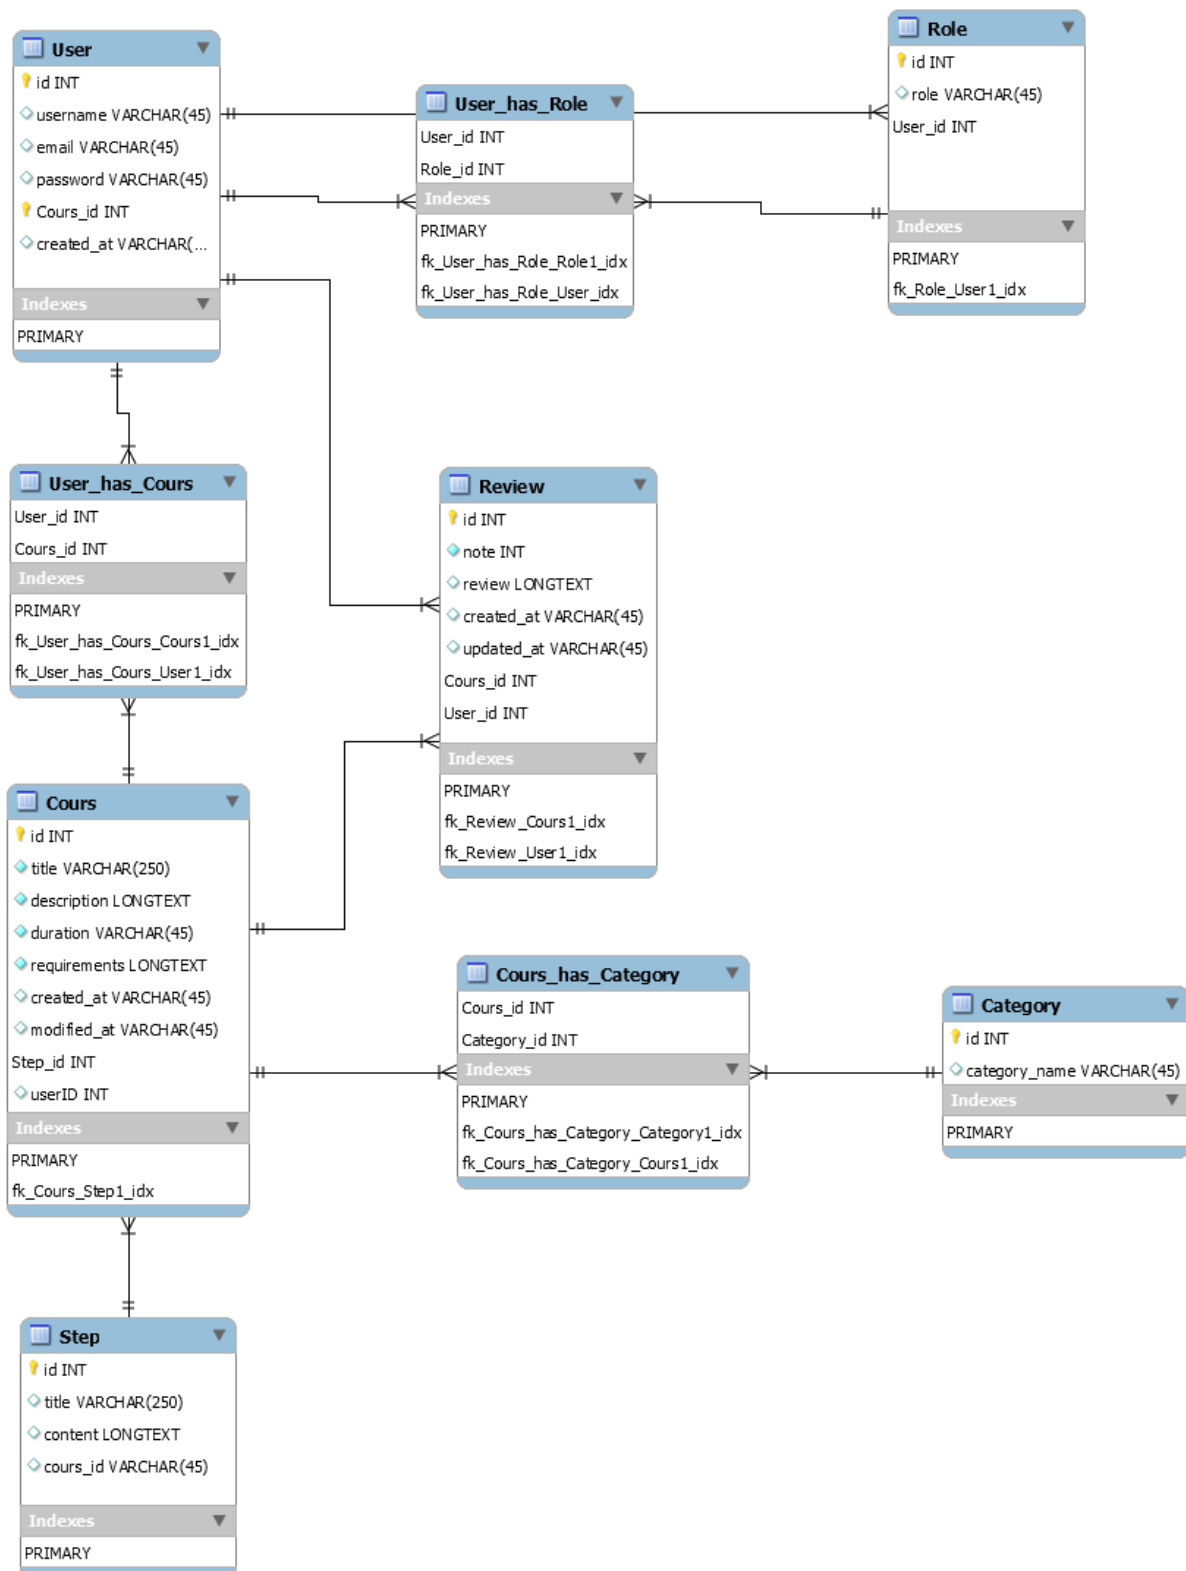 User
id INT
username VARCHAR(45)
email VARCHAR(45)
password VARCHAR(45)
Cours_id INT
created_at VARCHAR(...
Indexes
PRIMARY
User_has_Role
User_id INT
Role_id INT
Indexes
PRIMARY
fk_User_has_Role_Role1_idx
fk_User_has_Role_User_idx
Role
id INT
role VARCHAR(45)
User_id INT
Indexes
PRIMARY
fk_Role_User1_idx
User_has_Cours
User_id INT
Cours_id INT
Indexes
PRIMARY
fk_User_has_Cours_Cours1_idx
fk_User_has_Cours_User1_idx
Review
id INT
note INT
review LONGTEXT
created_at VARCHAR(45)
updated_at VARCHAR(45)
Cours_id INT
User_id INT
Indexes
PRIMARY
fk_Review_Cours1_idx
fk_Review_User1_idx
Cours
id INT
title VARCHAR(250)
description LONGTEXT
duration VARCHAR(45)
requirements LONGTEXT
created_at VARCHAR(45)
modified_at VARCHAR(45)
Step_id INT
userID INT
Indexes
PRIMARY
fk_Cours_Step1_idx
Cours_has_Category
Cours_id INT
Category_id INT
Indexes
PRIMARY
fk_Cours_has_Category_Category1_idx
fk_Cours_has_Category_Cours1_idx
Category
id INT
category_name VARCHAR(45)
Indexes
PRIMARY
Step
id INT
title VARCHAR(250)
content LONGTEXT
cours_id VARCHAR(45)
Indexes
PRIMARY